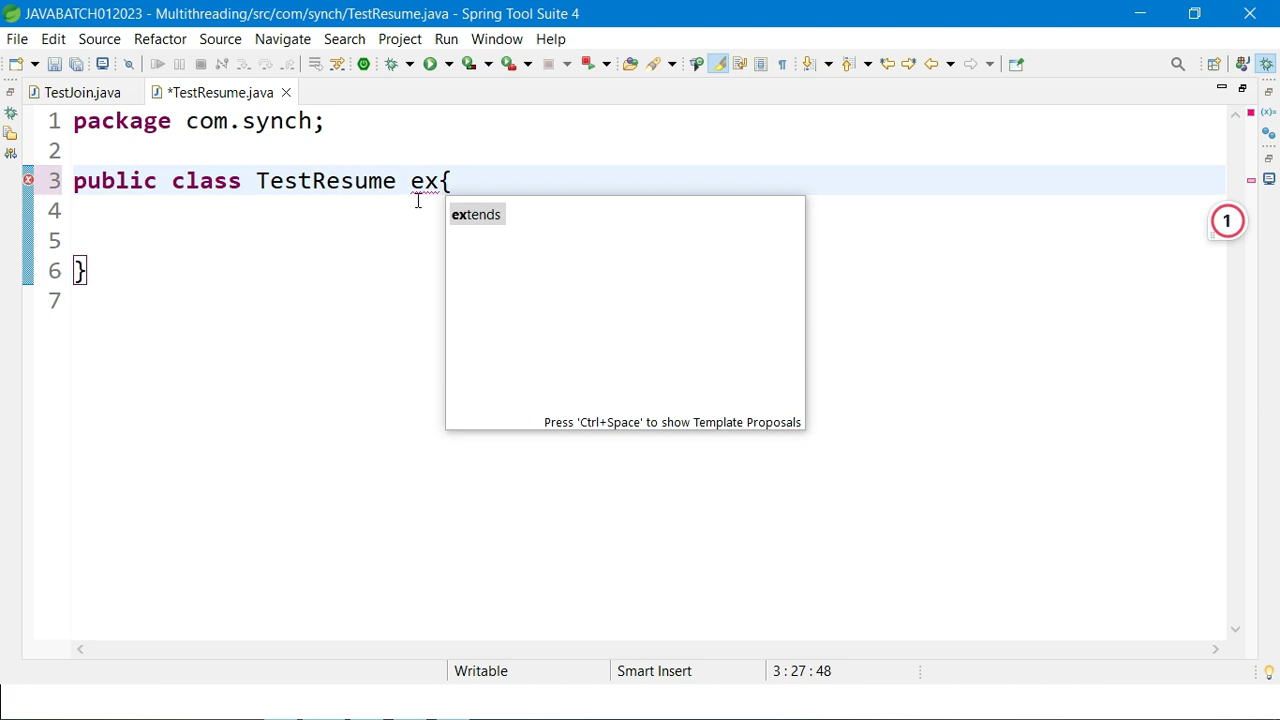 JAVABATCH012023 - Multithreading/src/com/synch/TestResume.java - Spring Tool Suite 4
File Edit Source Refactor Source Navigate Search Project Run Window Help
TestJoin.java *TestResume.java
1 package com.synch;
2
3 public class TestResume ex{
4
5
6 }
7
extends
Press 'Ctrl+Space' to show Template Proposals
1
Writable Smart Insert 3 : 27 : 48